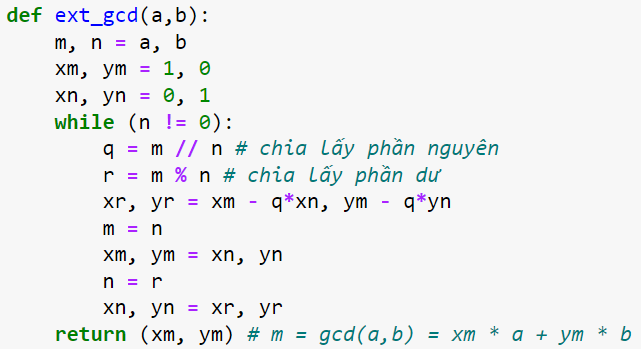 def ext_gcd(a,b):
    m, n = a, b
    xm, ym = 1, 0
    xn, yn = 0, 1
    while (n != 0):
        q = m // n # chia lấy phần nguyên
        r = m % n # chia lấy phần dư
        xr, yr = xm - q*xn, ym - q*yn
        m = n
        xm, ym = xn, yn
        n = r
        xn, yn = xr, yr
    return (xm, ym) # m = gcd(a,b) = xm * a + ym * b